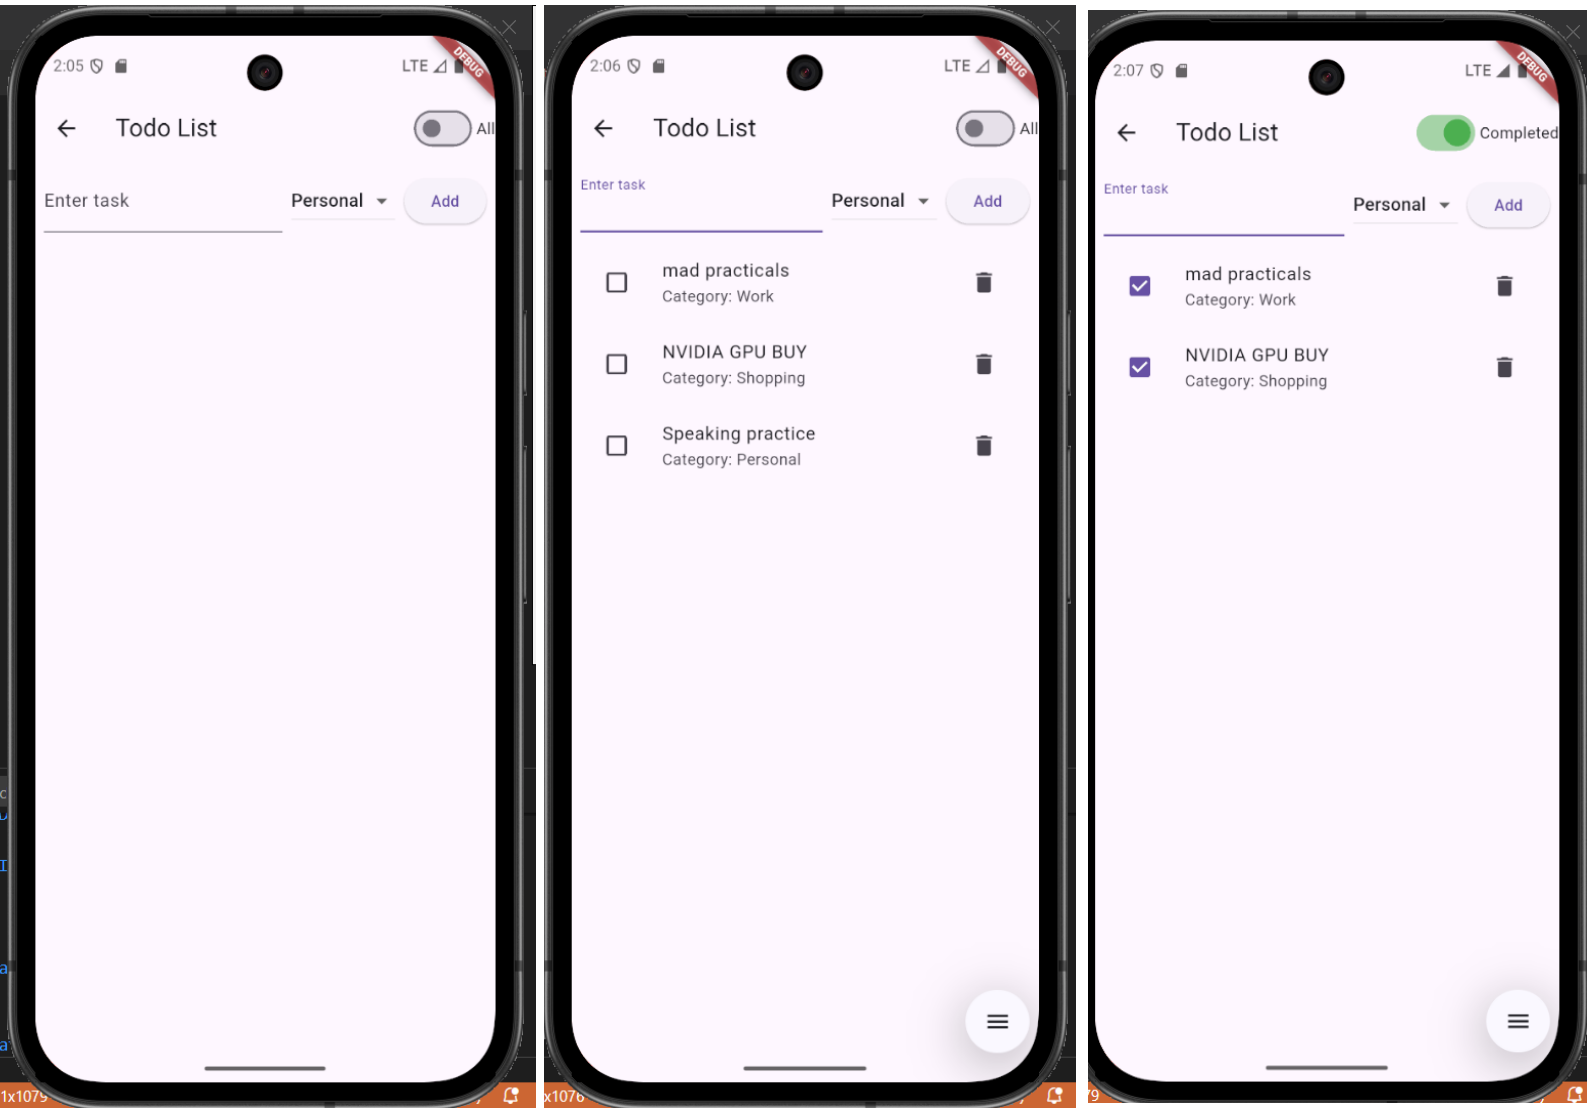 2:05
LTE
DEBUG
Todo List
All
Enter task
Personal
Add
1x1079
2:06
LTE
DEBUG
Todo List
All
Enter task
Personal
Add
mad practicals
Category: Work
NVIDIA GPU BUY
Category: Shopping
Speaking practice
Category: Personal
x1076
2:07
LTE
DEBUG
Todo List
Completed
Enter task
Personal
Add
mad practicals
Category: Work
NVIDIA GPU BUY
Category: Shopping
79